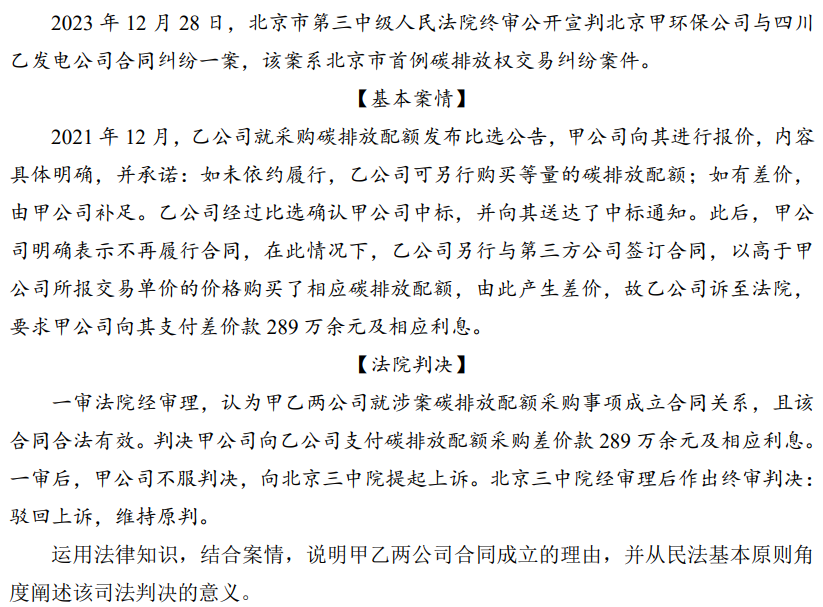 2023 年 12 月 28 日，北京市第三中级人民法院终审公开宣判北京甲环保公司与四川
乙发电公司合同纠纷一案，该案系北京市首例碳排放权交易纠纷案件。
【基本案情】
2021 年 12 月，乙公司就采购碳排放配额发布比选公告，甲公司向其进行报价，内容
具体明确，并承诺：如未依约履行，乙公司可另行购买等量的碳排放配额；如有差价，
由甲公司补足。乙公司经过比选确认甲公司中标，并向其送达了中标通知。此后，甲公
司明确表示不再履行合同，在此情况下，乙公司另行与第三方公司签订合同，以高于甲
公司所报交易单价的价格购买了相应碳排放配额，由此产生差价，故乙公司诉至法院，
要求甲公司向其支付差价款 289 万余元及相应利息。
【法院判决】
一审法院经审理，认为甲乙两公司就涉案碳排放配额采购事项成立合同关系，且该
合同合法有效。判决甲公司向乙公司支付碳排放配额采购差价款 289 万余元及相应利息。
一审后，甲公司不服判决，向北京三中院提起上诉。北京三中院经审理后作出终审判决：
驳回上诉，维持原判。
运用法律知识，结合案情，说明甲乙两公司合同成立的理由，并从民法基本原则角
度阐述该司法判决的意义。